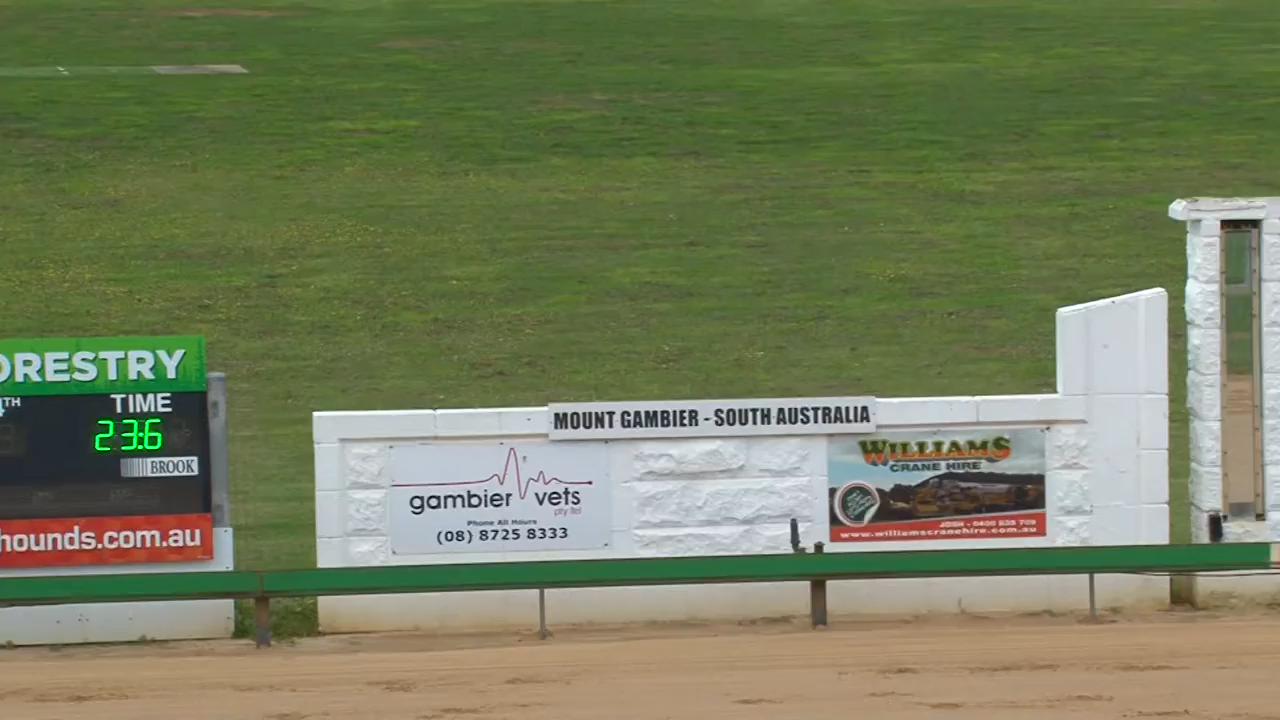 ORESTRY
TH
TIME
23.6
BROOK
hounds.com.au
MOUNT GAMBIER - SOUTH AUSTRALIA
gambier vets
pty ltd
Phone All Hours
(08) 8725 8333
WILLIAMS
CRANE HIRE
www.williamscranehire.com.au